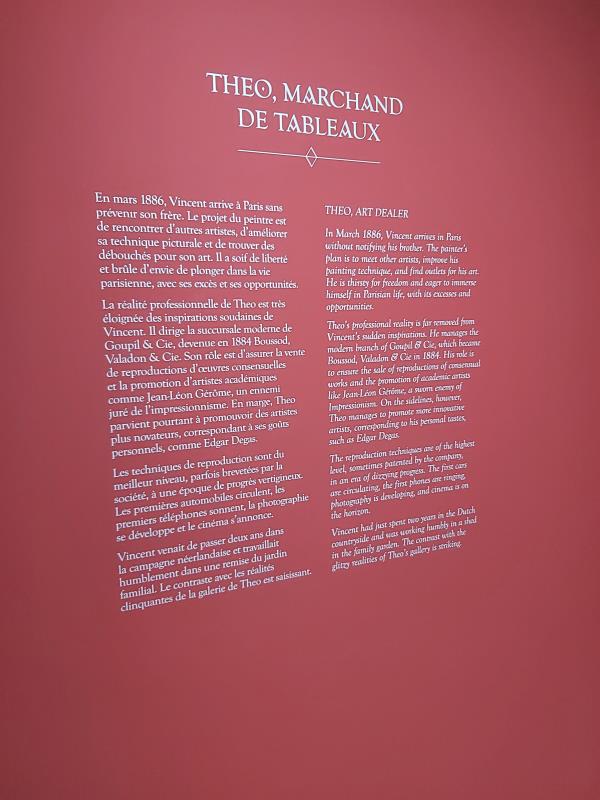 THEO, MARCHAND
DE TABLEAUX
En mars 1886, Vincent arrive à Paris sans
prévenir son frère. Le projet du peintre est
de rencontrer d'autres artistes, d'améliorer
sa technique picturale et de trouver des
débouchés pour son art. Il a soif de liberté
et brûle d'envie de plonger dans la vie
parisienne, avec ses excès et ses opportunités.
La réalité professionnelle de Theo est très
éloignée des inspirations soudaines de
Vincent. Il dirige la succursale moderne de
Goupil & Cie, devenue en 1884 Boussod,
Valadon & Cie. Son rôle est d'assurer la vente
de reproductions d'œuvres consensuelles
et la promotion d'artistes académiques
comme Jean-Léon Gérôme, un ennemi
juré de l'impressionnisme. En marge, Theo
parvient pourtant à promouvoir des artistes
plus novateurs, correspondant à ses goûts
personnels, comme Edgar Degas.
Les techniques de reproduction sont du
meilleur niveau, parfois brevetées par la
société, à une époque de progrès vertigineux.
Les premières automobiles circulent, les
premiers téléphones sonnent, la photographie
se développe et le cinéma s'annonce.
Vincent venait de passer deux ans dans
la campagne néerlandaise et travaillait
humblement dans une remise du jardin
familial. Le contraste avec les réalités
clinquantes de la galerie de Theo est saisissant.
THEO, ART DEALER
In March 1886, Vincent arrives in Paris
without notifying his brother. The painter's
plan is to meet other artists, improve his
painting technique, and find outlets for his art.
He is thirsty for freedom and eager to immerse
himself in Parisian life, with its excesses and
opportunities.
Theo's professional reality is far removed from
Vincent's sudden inspirations. He manages the
modern branch of Goupil & Cie, which became
Boussod, Valadon & Cie in 1884. His role is
to ensure the sale of reproductions of consensual
works and the promotion of academic artists
like Jean-Léon Gérôme, a sworn enemy of
Impressionism. On the sidelines, however,
Theo manages to promote more innovative
artists, corresponding to his personal tastes,
such as Edgar Degas.
The reproduction techniques are of the highest
level, sometimes patented by the company,
in an era of dizzying progress. The first cars
are circulating, the first phones are ringing,
photography is developing, and cinema is on
the horizon.
Vincent had just spent two years in the Dutch
countryside and was working humbly in a shed
in the family garden. The contrast with the
glitzy realities of Theo's gallery is striking.